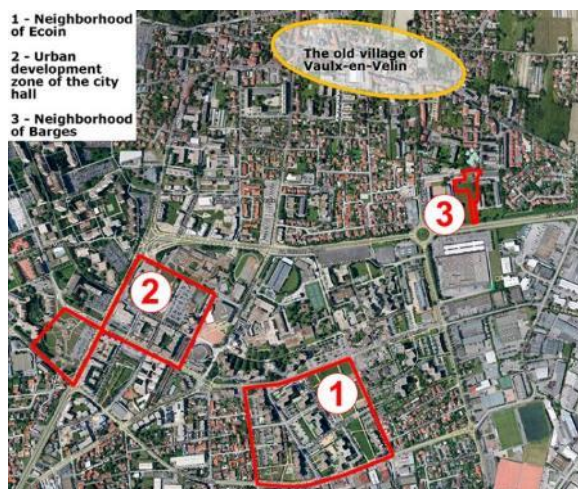 1 - Neighborhood
of Ecoin
2 - Urban
development
zone of the city
hall
3 - Neighborhood
of Barges
The old village of
Vaulx-en-Velin
3
2
1